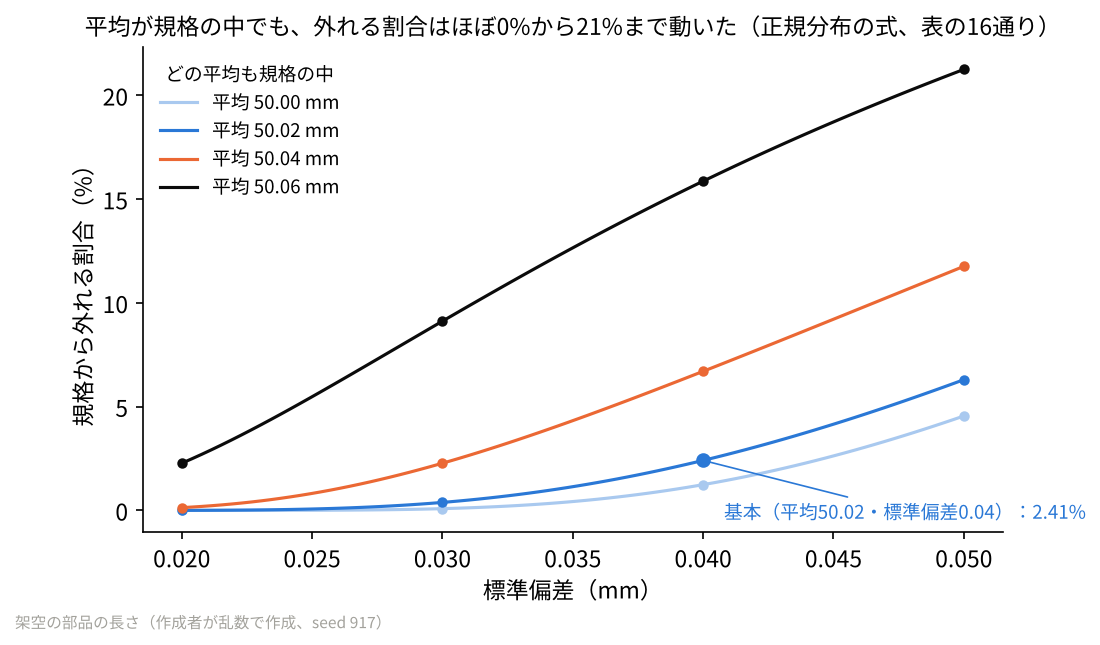 平均が規格の中でも、外れる割合はほぼ0%から21%まで動いた（正規分布の式、表の16通り）
どの平均も規格の中
平均 50.00 mm
平均 50.02 mm
平均 50.04 mm
平均 50.06 mm
規格から外れる割合（%）
20
15
10
5
0
基本（平均50.02・標準偏差0.04）：2.41%
0.020 0.025 0.030 0.035 0.040 0.045 0.050
標準偏差（mm）
架空の部品の長さ（作成者が乱数で作成、seed 917）